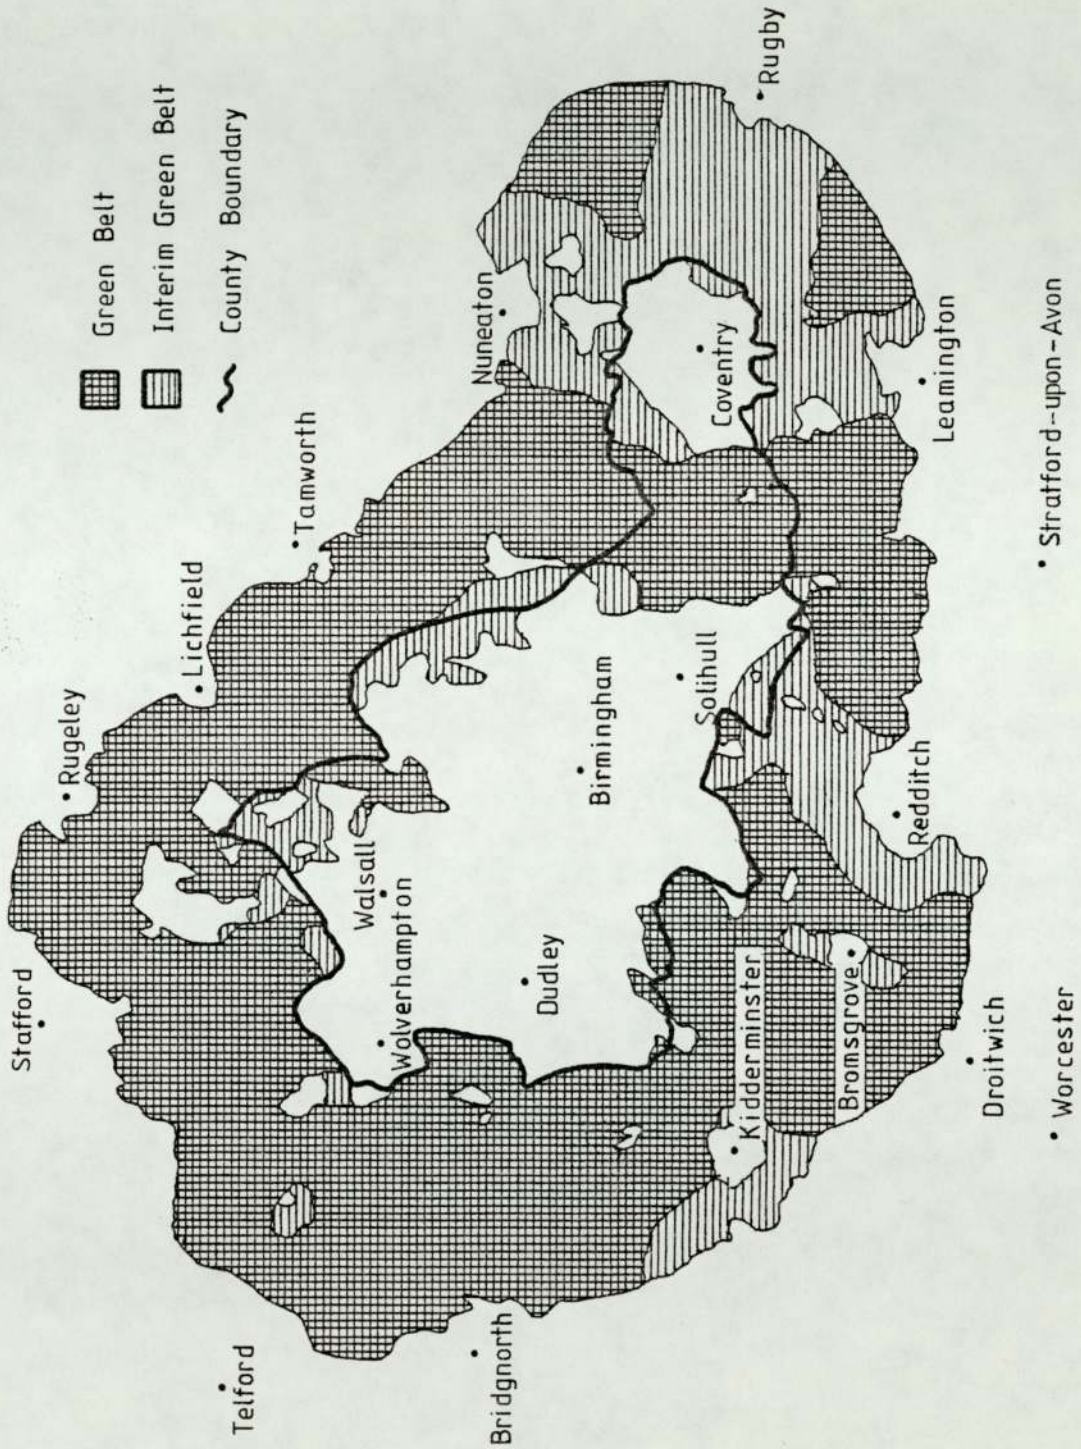 Green Belt
Interim Green Belt
County Boundary
Stafford
Rugeley
Lichfield
Tamworth
Telford
Walsall
Wolverhampton
Nuneaton
Bridgnorth
Dudley
Birmingham
Solihull
Coventry
Rugby
Kidderminster
Bromsgrove
Redditch
Leamington
Droitwich
Worcester
Stratford-upon-Avon